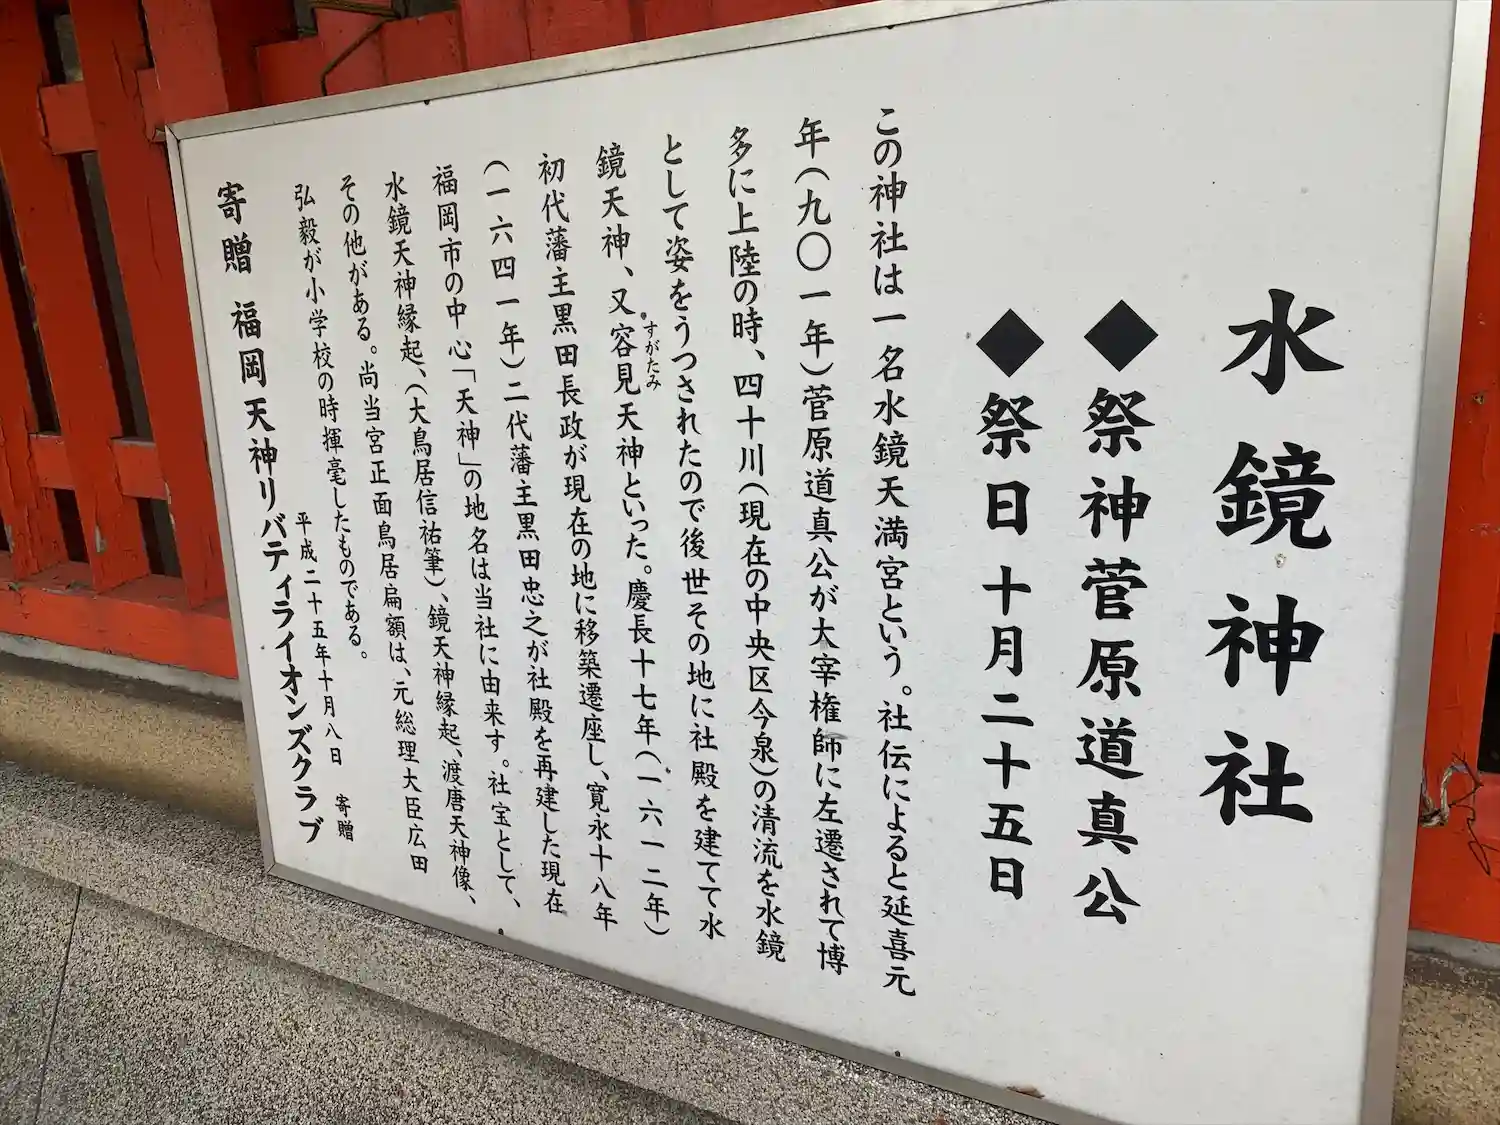 水鏡神社
◆祭神菅原道真公
◆祭日 十月二十五日
この神社は一名水鏡天満宮という。社伝によると延喜元
年(九〇一年)菅原道真公が太宰権師に左遷されて博
多に上陸の時、四十川(現在の中央区今泉)の清流を水鏡
として姿をうつされたので後世その地に社殿を建てて水
鏡天神、又容見天神といった。慶長十七年(一六一二年)
すがたみ
初代藩主黒田長政が現在の地に移築遷座し、寛永十八年
(一六四一年)二代藩主黒田忠之が社殿を再建した現在
福岡市の中心「天神」の地名は当社に由来す。社宝として、
水鏡天神縁起、(大鳥居信祐筆)、鏡天神縁起、渡唐天神像、
その他がある。尚当宮正面鳥居扁額は、元総理大臣広田
弘毅が小学校の時揮毫したものである。
平成二十五年十月八日 寄贈
寄贈 福岡天神リバティライオンズクラブ